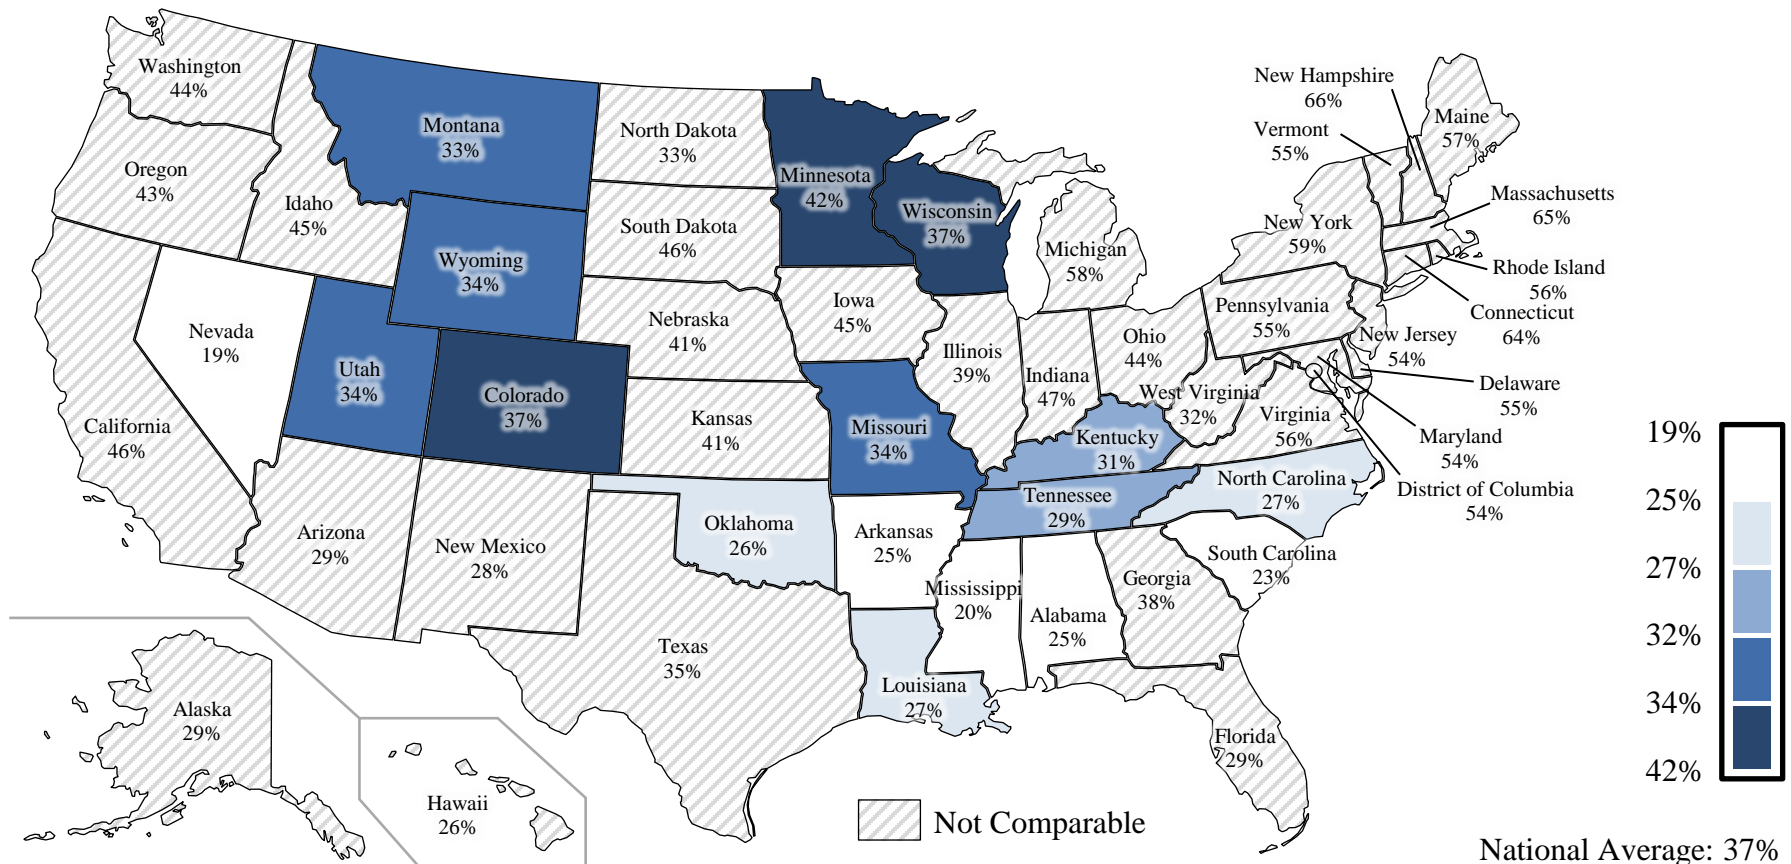 Washington
44%
Oregon
43%
Idaho
45%
Montana
33%
North Dakota
33%
Minnesota
42%
Wisconsin
37%
Michigan
58%
New Hampshire
66%
Vermont
55%
Maine
57%
Massachusetts
65%
New York
59%
Rhode Island
56%
Connecticut
64%
South Dakota
46%
Wyoming
34%
Nevada
19%
Utah
34%
Colorado
37%
Nebraska
41%
Iowa
45%
Illinois
39%
Indiana
47%
Ohio
44%
Pennsylvania
55%
New Jersey
54%
Delaware
55%
Maryland
54%
District of Columbia
54%
West Virginia
32%
Virginia
56%
California
46%
Kansas
41%
Missouri
34%
Kentucky
31%
Tennessee
29%
North Carolina
27%
South Carolina
23%
Arizona
29%
New Mexico
28%
Oklahoma
26%
Arkansas
25%
Mississippi
20%
Alabama
25%
Georgia
38%
Texas
35%
Louisiana
27%
Florida
29%
Alaska
29%
Hawaii
26%
Not Comparable
19%
25%
27%
32%
34%
42%
National Average: 37%